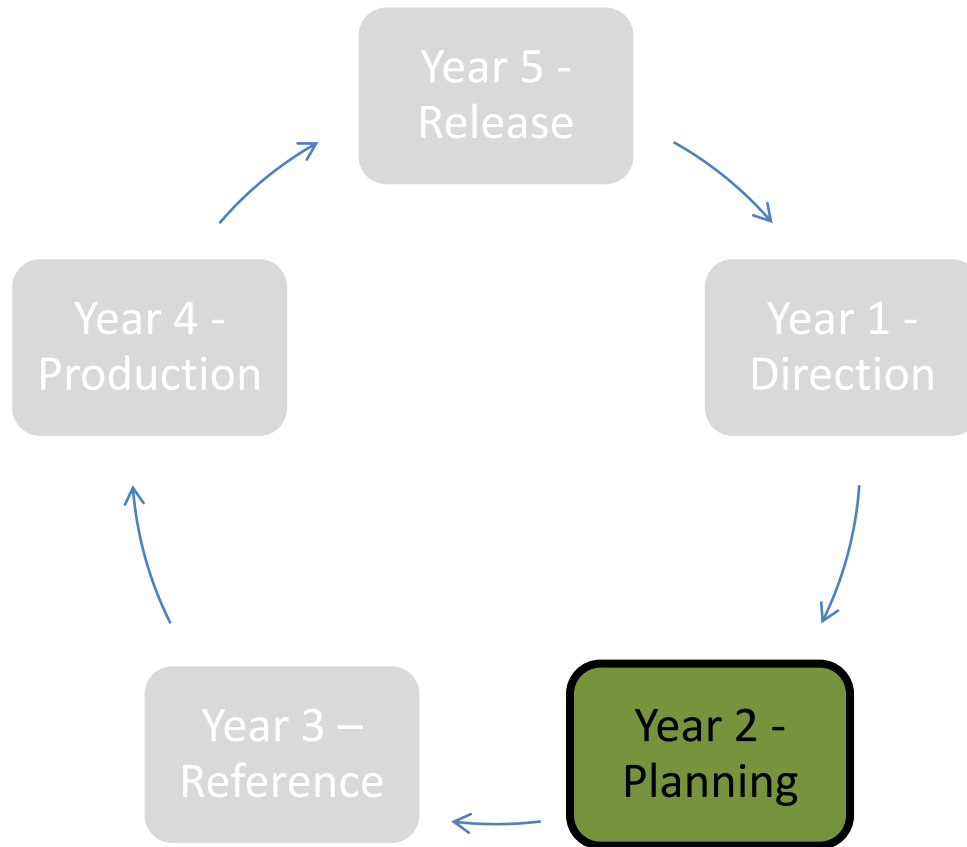 Year 5 -
Release
Year 4 -
Production
Year 1 -
Direction
Year 3 –
Reference
Year 2 -
Planning